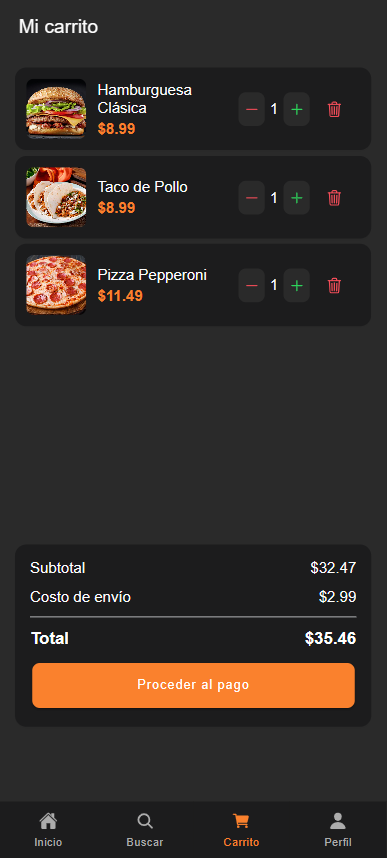 Mi carrito
Hamburguesa
Clásica
$8.99
1
Taco de Pollo
$8.99
1
Pizza Pepperoni
$11.49
1
Subtotal $32.47
Costo de envío $2.99
Total $35.46
Proceder al pago
Inicio Buscar Carrito Perfil